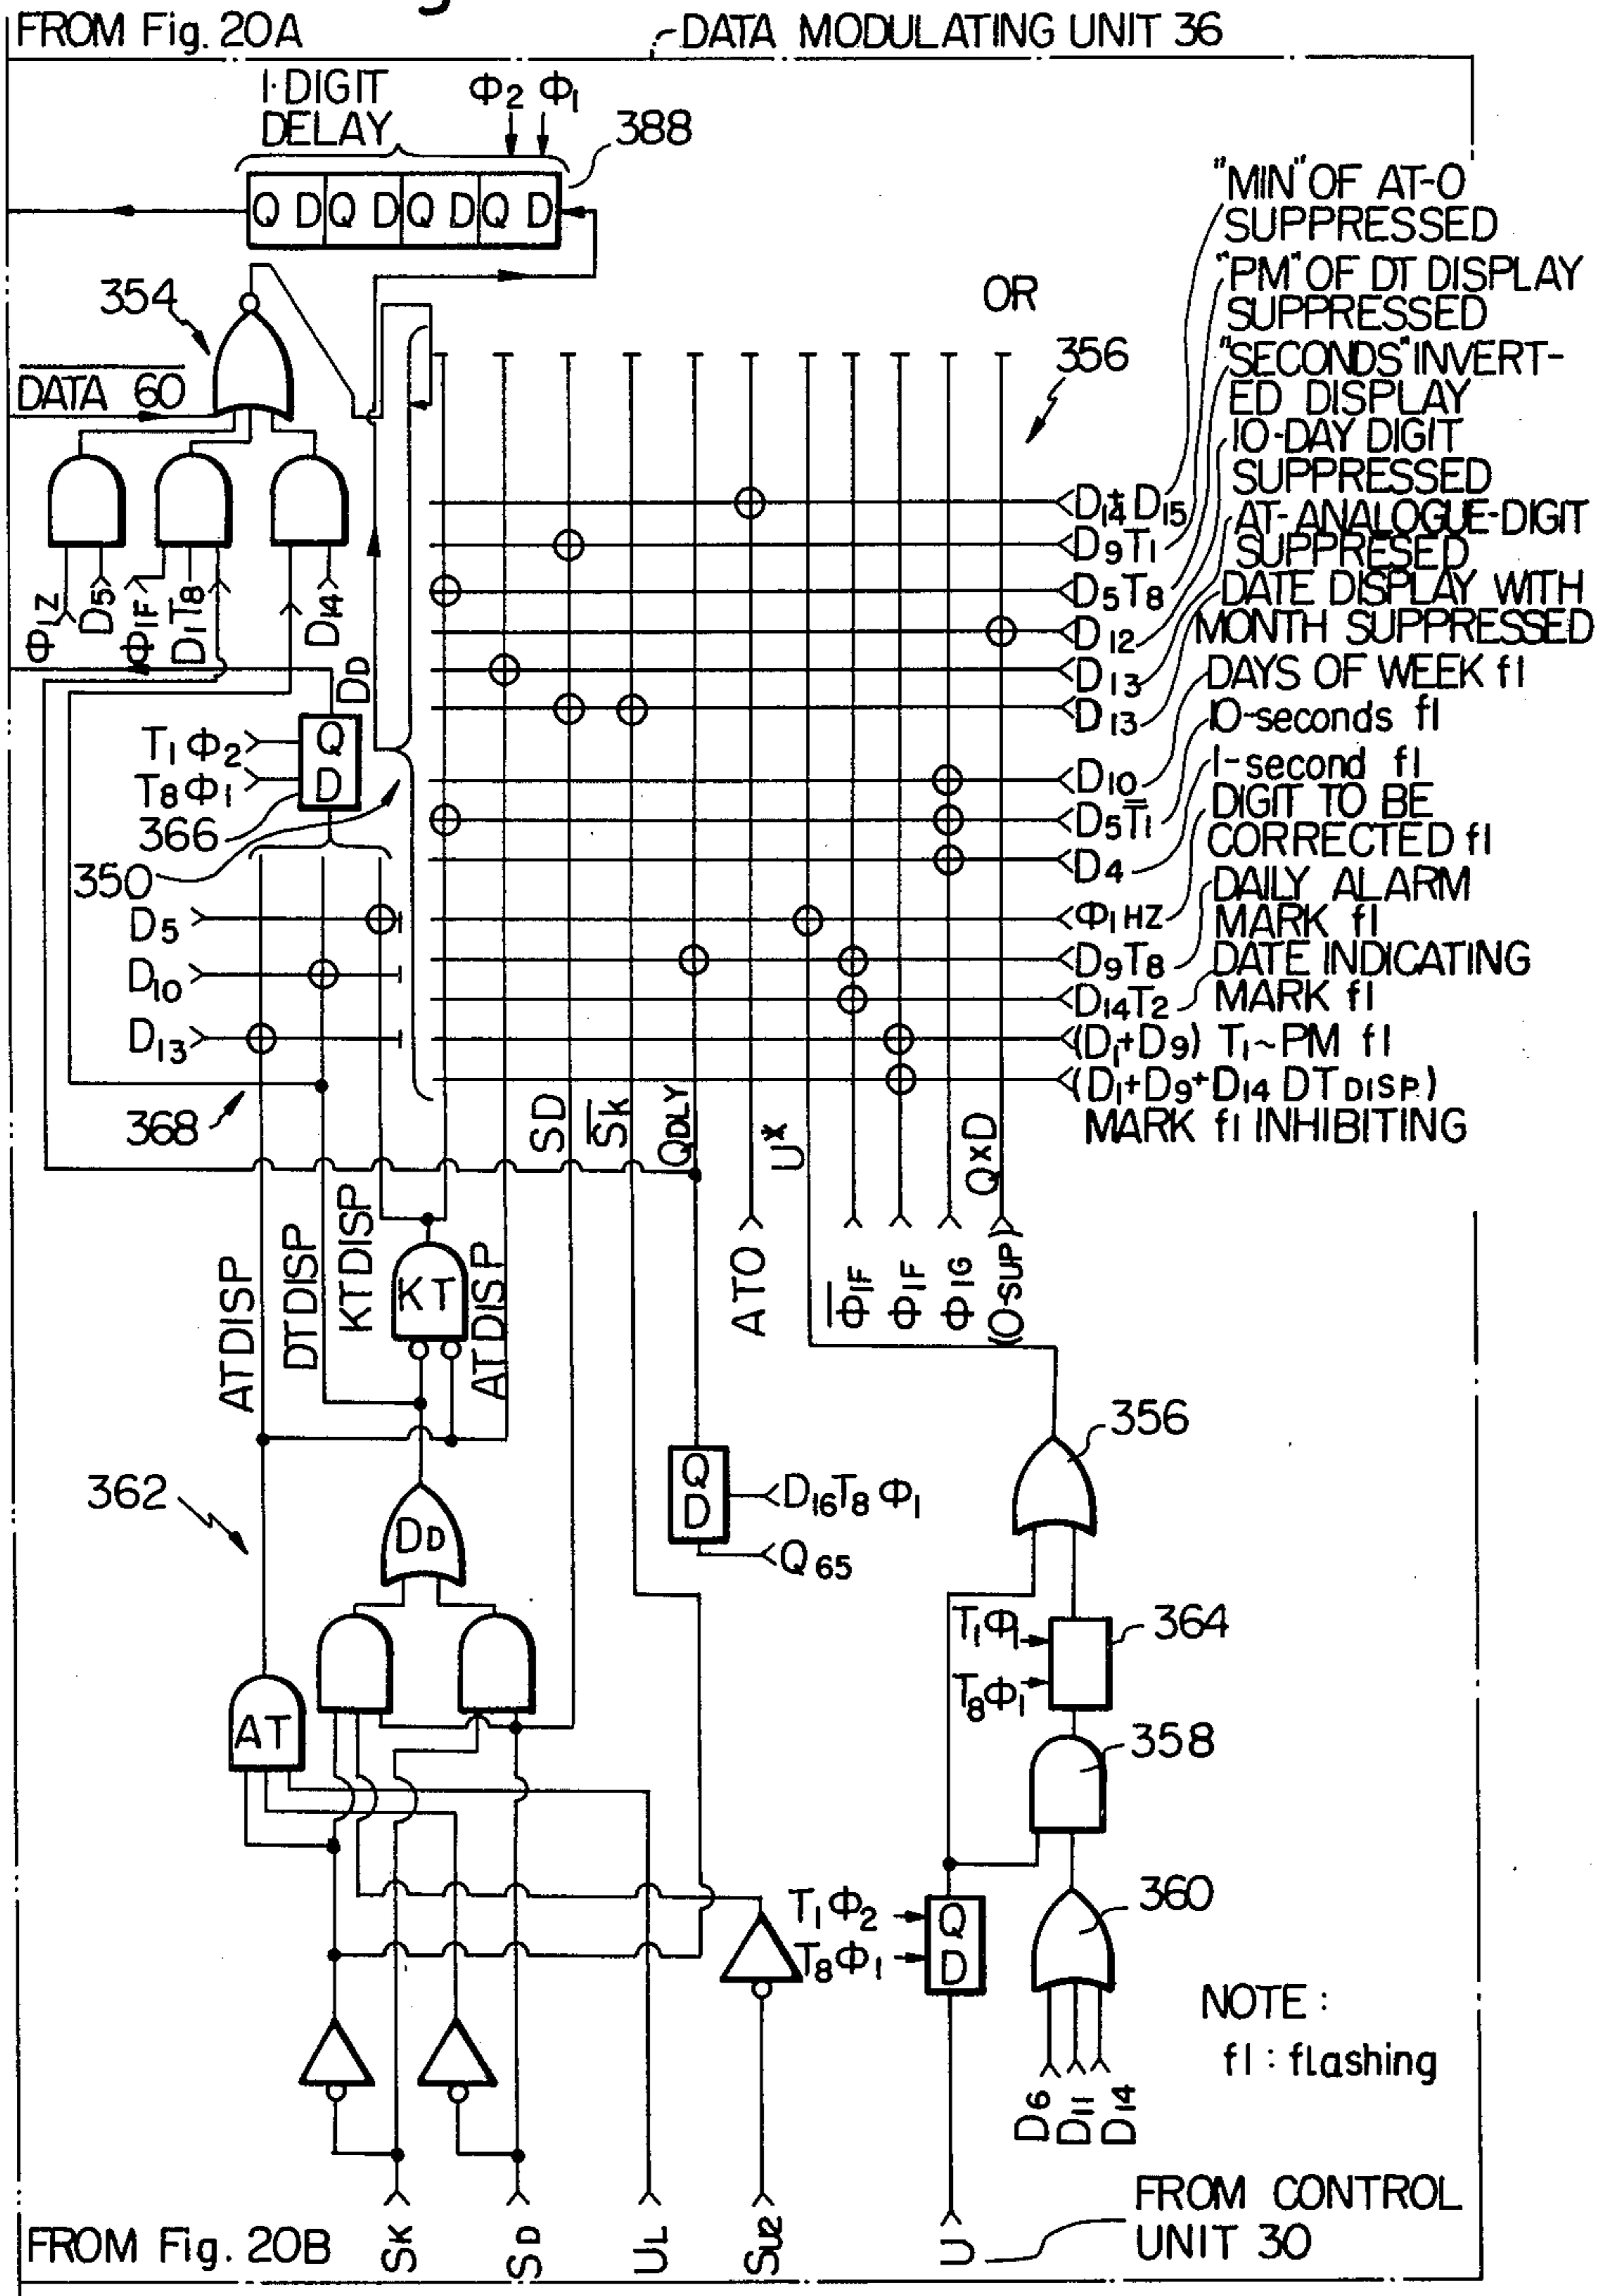 FROM Fig. 20A
DATA MODULATING UNIT 36
1·DIGIT
DELAY
Φ2 Φ1
388
Q D Q D Q D Q D
"MIN" OF AT-O
SUPPRESSED
"PM" OF DT DISPLAY
SUPPRESSED
"SECONDS" INVERT-
ED DISPLAY
10-DAY DIGIT
SUPPRESSED
AT-ANALOGUE-DIGIT
SUPPRESED
DATE DISPLAY WITH
MONTH SUPPRESSED
DAYS OF WEEK fl
10-seconds fl
1-second fl
DIGIT TO BE
CORRECTED fl
DAILY ALARM
MARK fl
DATE INDICATING
MARK fl
OR
356
354
DATA 60
Φ1Z
D5
Φ1F
D1T8
D14
D14+D15
D9T1
D5T8
D12
D13
D13
D10
D5T̅1
D4
Φ1HZ
D9T8
D14T2
(D1+D9) T1~PM fl
(D1+D9+D14 DT DISP.)
MARK fl INHIBITING
DD
T1Φ2
T8Φ1
Q
D
366
350
D5
D10
D13
368
SD
S̅k
QDLY
U*
QxD
ATDISP
DTDISP
KTDISP
KT
ATDISP
ATO
Φ̅1F
Φ1F
Φ1G
(O-SUP)
362
DD
Q
D
D16T8Φ1
Q65
356
T1Φ1
T8Φ1
364
AT
358
T1Φ2
T8Φ1
Q
D
360
D6
D11
D14
NOTE :
fl : flashing
FROM Fig. 20B
SK
SD
UL
SU2
U
FROM CONTROL
UNIT 30